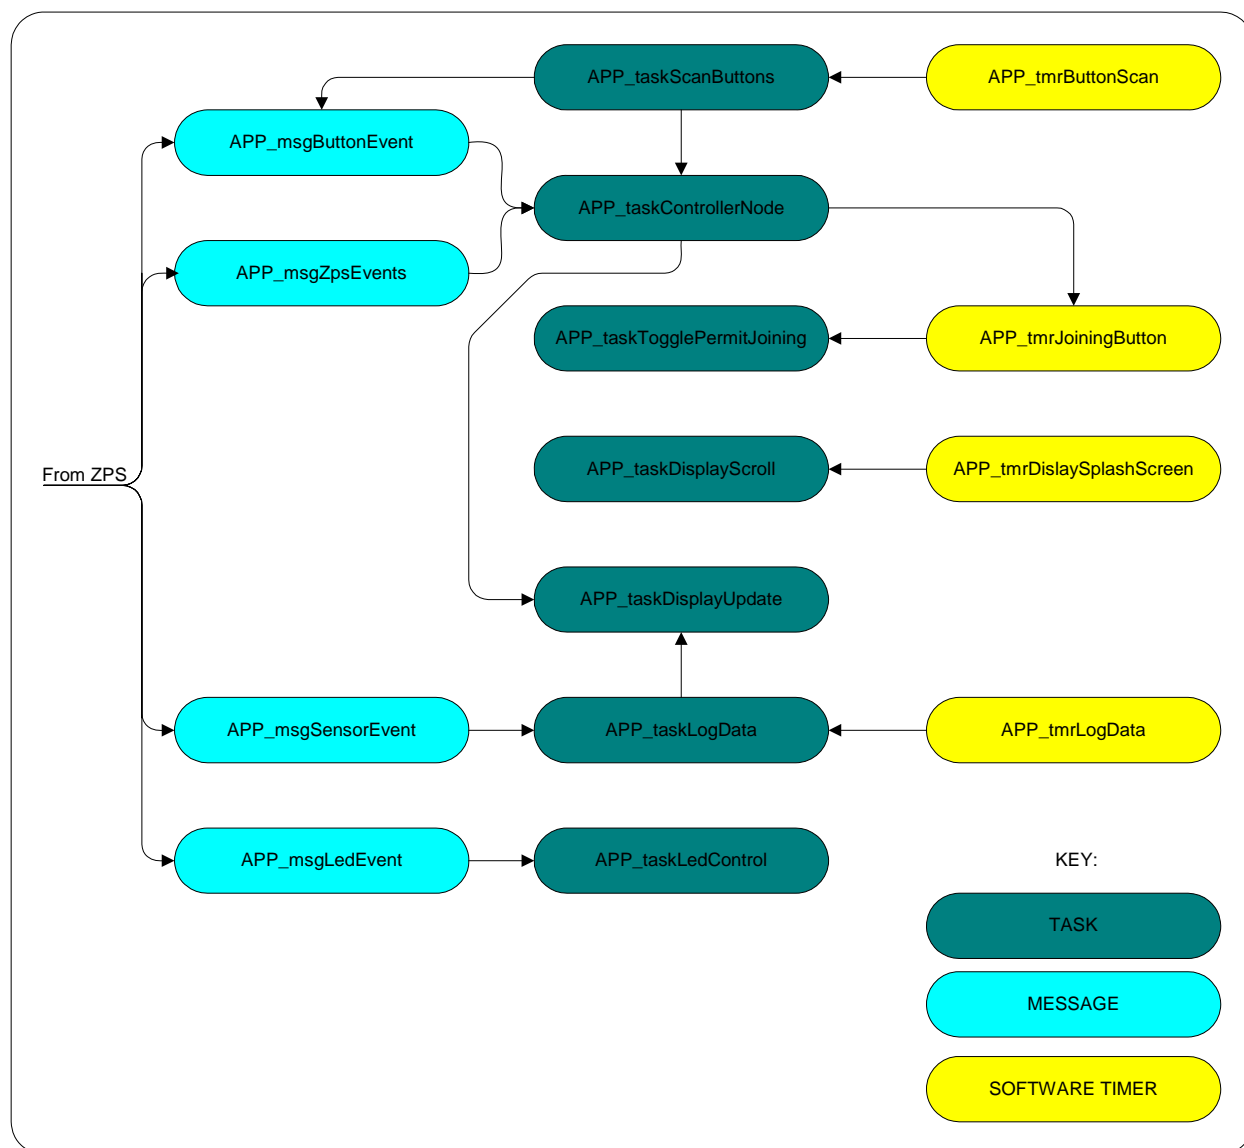 APP_taskScanButtons
APP_tmrButtonScan
APP_msgButtonEvent
APP_taskControllerNode
APP_msgZpsEvents
APP_taskTogglePermitJoining
APP_tmrJoiningButton
APP_taskDisplayScroll
APP_tmrDislaySplashScreen
From ZPS
APP_taskDisplayUpdate
APP_msgSensorEvent
APP_taskLogData
APP_tmrLogData
APP_msgLedEvent
APP_taskLedControl
KEY:
TASK
MESSAGE
SOFTWARE TIMER